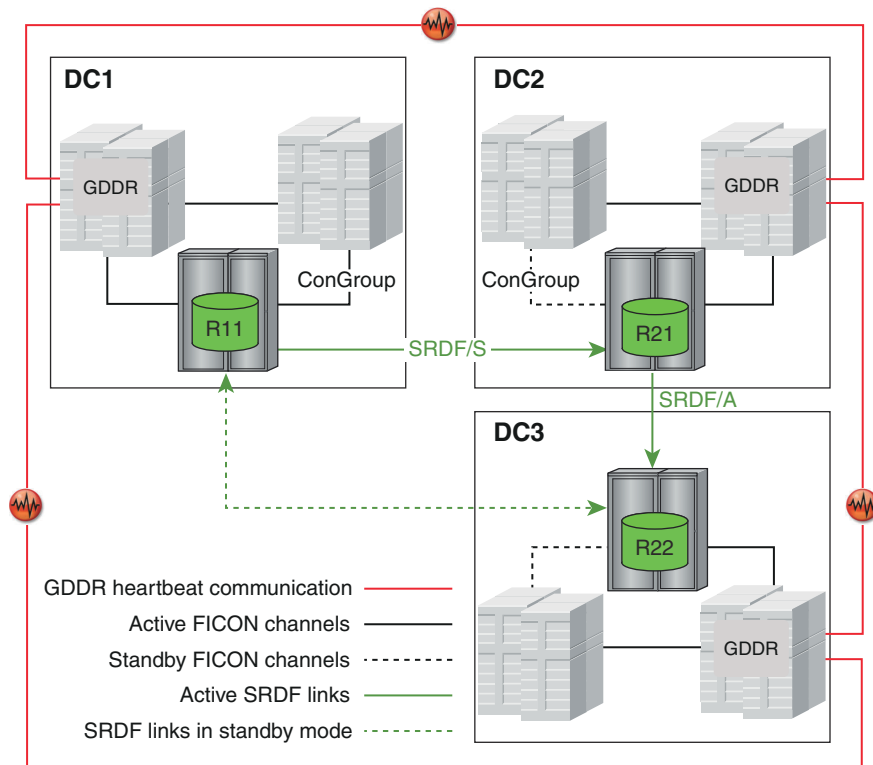 DC1
DC2
GDDR
GDDR
ConGroup
ConGroup
R11
R21
SRDF/S
SRDF/A
DC3
R22
GDDR heartbeat communication
Active FICON channels
Standby FICON channels
GDDR
Active SRDF links
SRDF links in standby mode